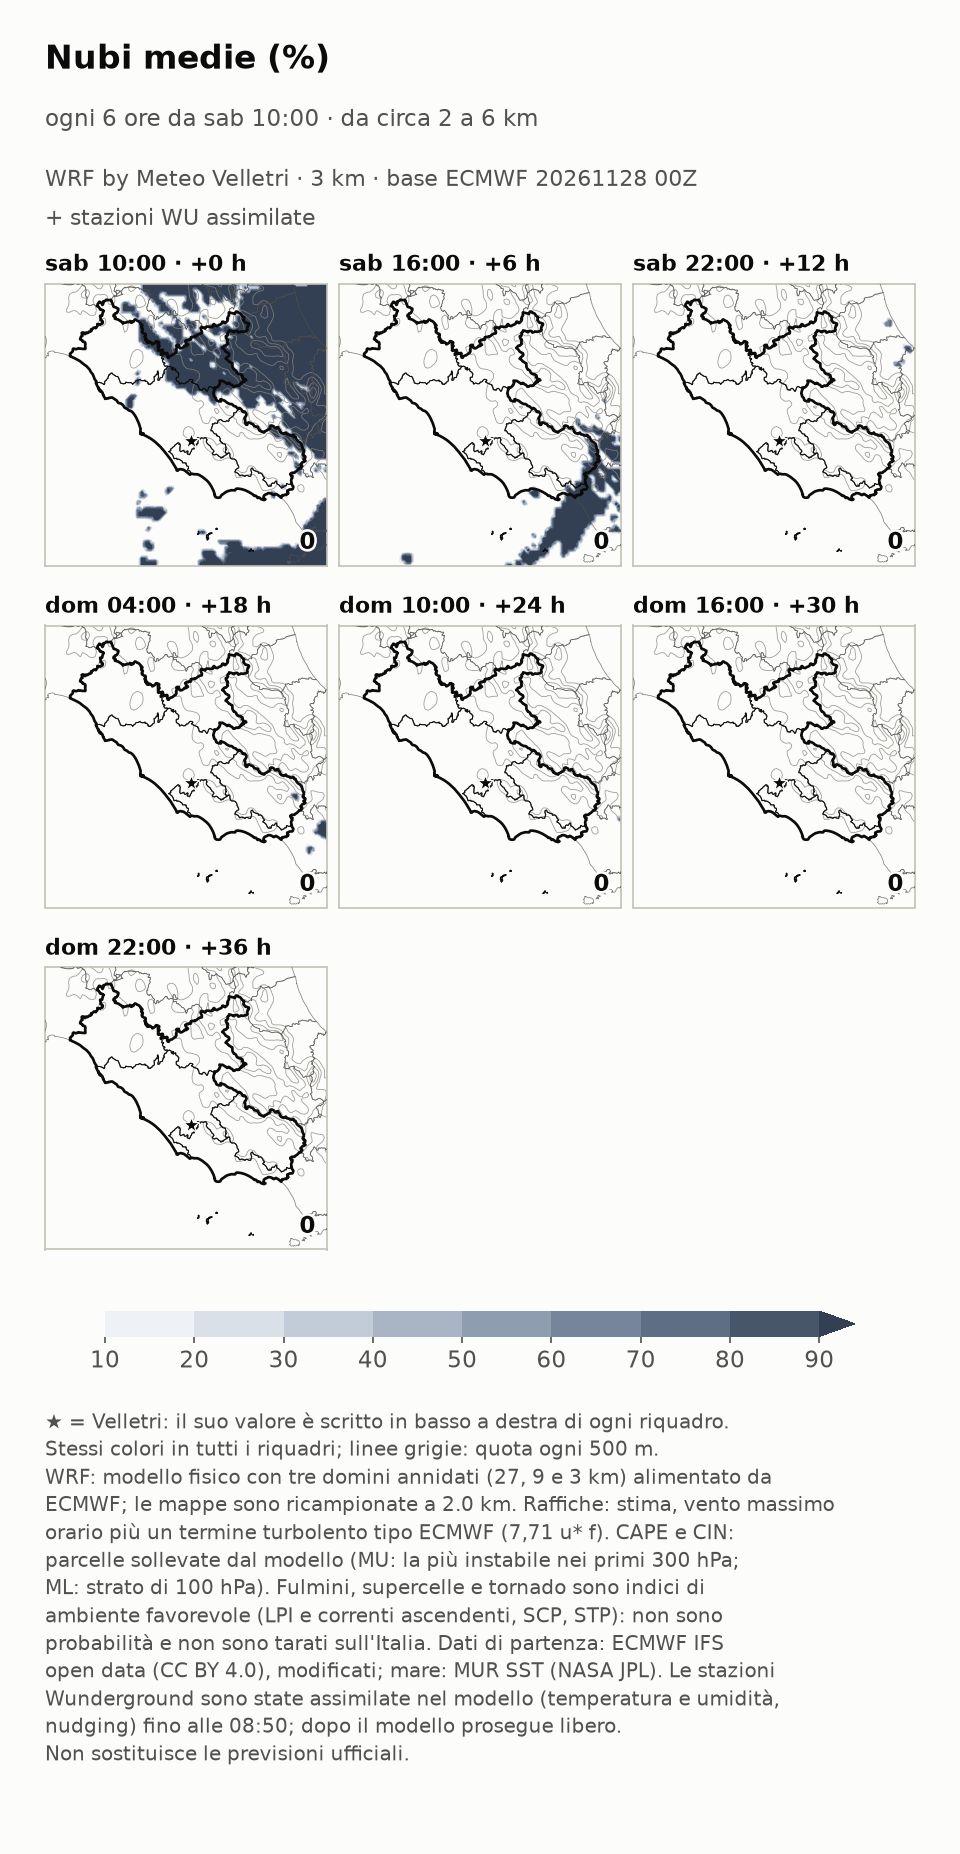 Nubi medie (%)
ogni 6 ore da sab 10:00 · da circa 2 a 6 km
WRF by Meteo Velletri · 3 km · base ECMWF 20261128 00Z
+ stazioni WU assimilate
sab 10:00 · +0 h
sab 16:00 · +6 h
sab 22:00 · +12 h
0
0
0
dom 04:00 · +18 h
dom 10:00 · +24 h
dom 16:00 · +30 h
0
0
0
dom 22:00 · +36 h
0
10 20 30 40 50 60 70 80 90
★ = Velletri: il suo valore è scritto in basso a destra di ogni riquadro.
Stessi colori in tutti i riquadri; linee grigie: quota ogni 500 m.
WRF: modello fisico con tre domini annidati (27, 9 e 3 km) alimentato da
ECMWF; le mappe sono ricampionate a 2.0 km. Raffiche: stima, vento massimo
orario più un termine turbolento tipo ECMWF (7,71 u* f). CAPE e CIN:
parcelle sollevate dal modello (MU: la più instabile nei primi 300 hPa;
ML: strato di 100 hPa). Fulmini, supercelle e tornado sono indici di
ambiente favorevole (LPI e correnti ascendenti, SCP, STP): non sono
probabilità e non sono tarati sull'Italia. Dati di partenza: ECMWF IFS
open data (CC BY 4.0), modificati; mare: MUR SST (NASA JPL). Le stazioni
Wunderground sono state assimilate nel modello (temperatura e umidità,
nudging) fino alle 08:50; dopo il modello prosegue libero.
Non sostituisce le previsioni ufficiali.